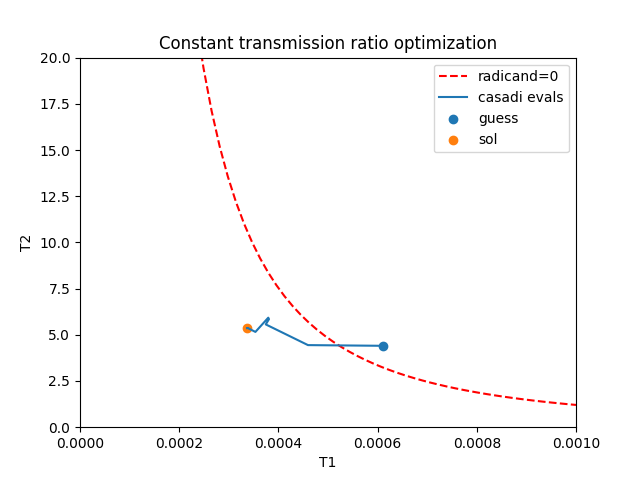 Constant transmission ratio optimization
radicand=0
casadi evals
guess
sol
20.0
17.5
15.0
12.5
10.0
7.5
5.0
2.5
0.0
T2
0.0000 0.0002 0.0004 0.0006 0.0008 0.0010
T1